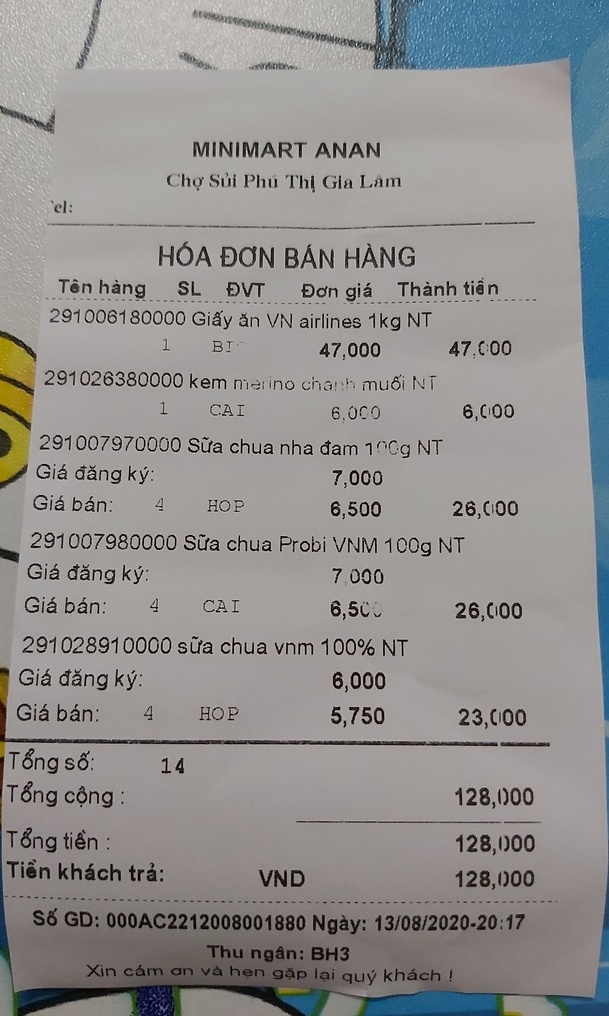 MINIMART ANAN
Chợ Sủi Phú Thị Gia Lâm
Tel:
HÓA ĐƠN BÁN HÀNG
Tên hàng SL ĐVT Đơn giá Thành tiền
291006180000 Giấy ăn VN airlines 1kg NT
1 47,000 47,000
291026380000 kem merino chanh muối NT
1 CAI 6,000 6,000
291007970000 Sữa chua nha đam 100g NT
Giá đăng ký: 7,000
Giá bán: 4 HOP 6,500 26,000
291007980000 Sữa chua Probi VNM 100g NT
Giá đăng ký: 7,000
Giá bán: 4 CAI 6,500 26,000
291028910000 sữa chua vnm 100% NT
Giá đăng ký: 6,000
Giá bán: 4 HOP 5,750 23,000
Tổng số: 14
Tổng cộng : 128,000
Tổng tiền : 128,000
Tiền khách trả: VND 128,000
Số GD: 000AC2212008001880 Ngày: 13/08/2020-20:17
Thu ngân: BH3
Xin cám ơn và hẹn gặp lại quý khách !